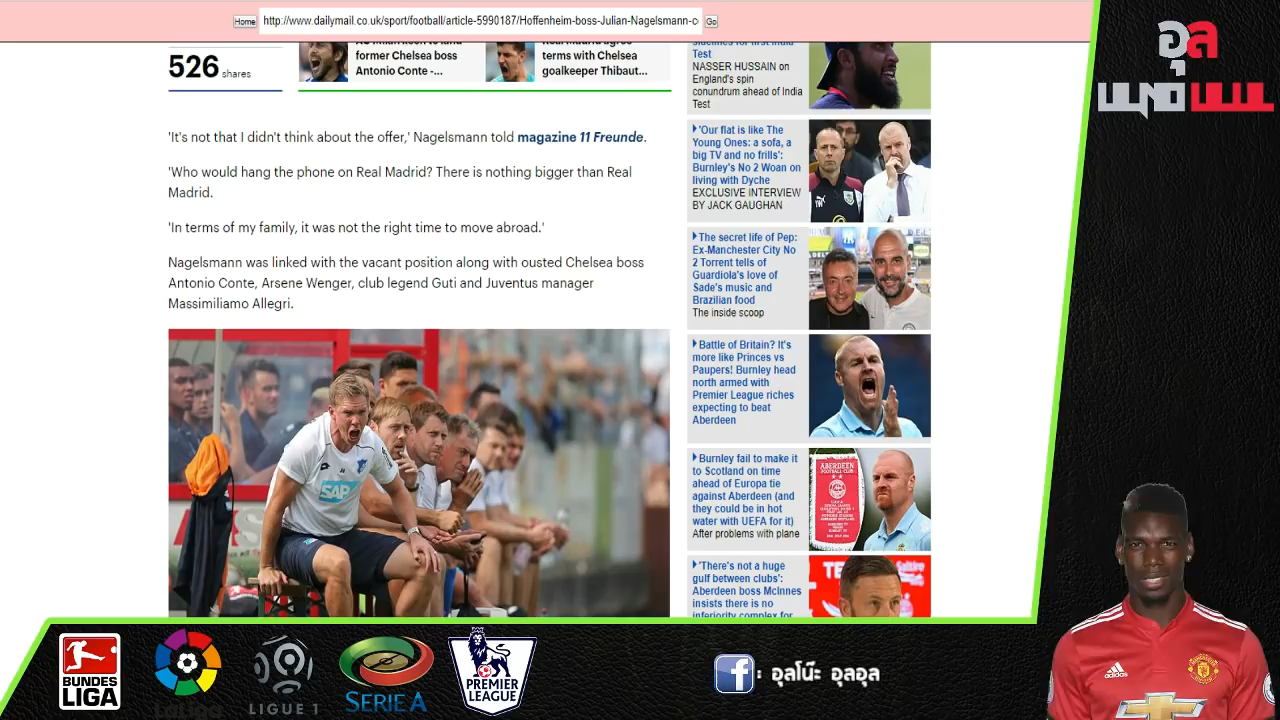 Home
http://www.dailymail.co.uk/sport/football/article-5990187/Hoffenheim-boss-Julian-Nagelsmann-c
Go
526 shares
former Chelsea boss
Antonio Conte -...
terms with Chelsea
goalkeeper Thibaut...
'It's not that I didn't think about the offer,' Nagelsmann told magazine 11 Freunde.
'Who would hang the phone on Real Madrid? There is nothing bigger than Real
Madrid.
'In terms of my family, it was not the right time to move abroad.'
Nagelsmann was linked with the vacant position along with ousted Chelsea boss
Antonio Conte, Arsene Wenger, club legend Guti and Juventus manager
Massimiliamo Allegri.
SAP
Test
NASSER HUSSAIN on
England's spin
conundrum ahead of India
Test
'Our flat is like The
Young Ones: a sofa, a
big TV and no frills':
Burnley's No 2 Woan on
living with Dyche
EXCLUSIVE INTERVIEW
BY JACK GAUGHAN
The secret life of Pep:
Ex-Manchester City No
2 Torrent tells of
Guardiola's love of
Sade's music and
Brazilian food
The inside scoop
Battle of Britain? It's
more like Princes vs
Paupers! Burnley head
north armed with
Premier League riches
expecting to beat
Aberdeen
Burnley fail to make it
to Scotland on time
ahead of Europa tie
against Aberdeen (and
they could be in hot
water with UEFA for it)
After problems with plane
ABERDEEN
FOOTBALL CLUB
'There's not a huge
gulf between clubs':
Aberdeen boss McInnes
insists there is no
inferiority complex for
BUNDES
LIGA
LaLiga
LIGUE 1
SERIE A
PREMIER
LEAGUE
f : อุลโน๊ะ อุลอุล
adidas